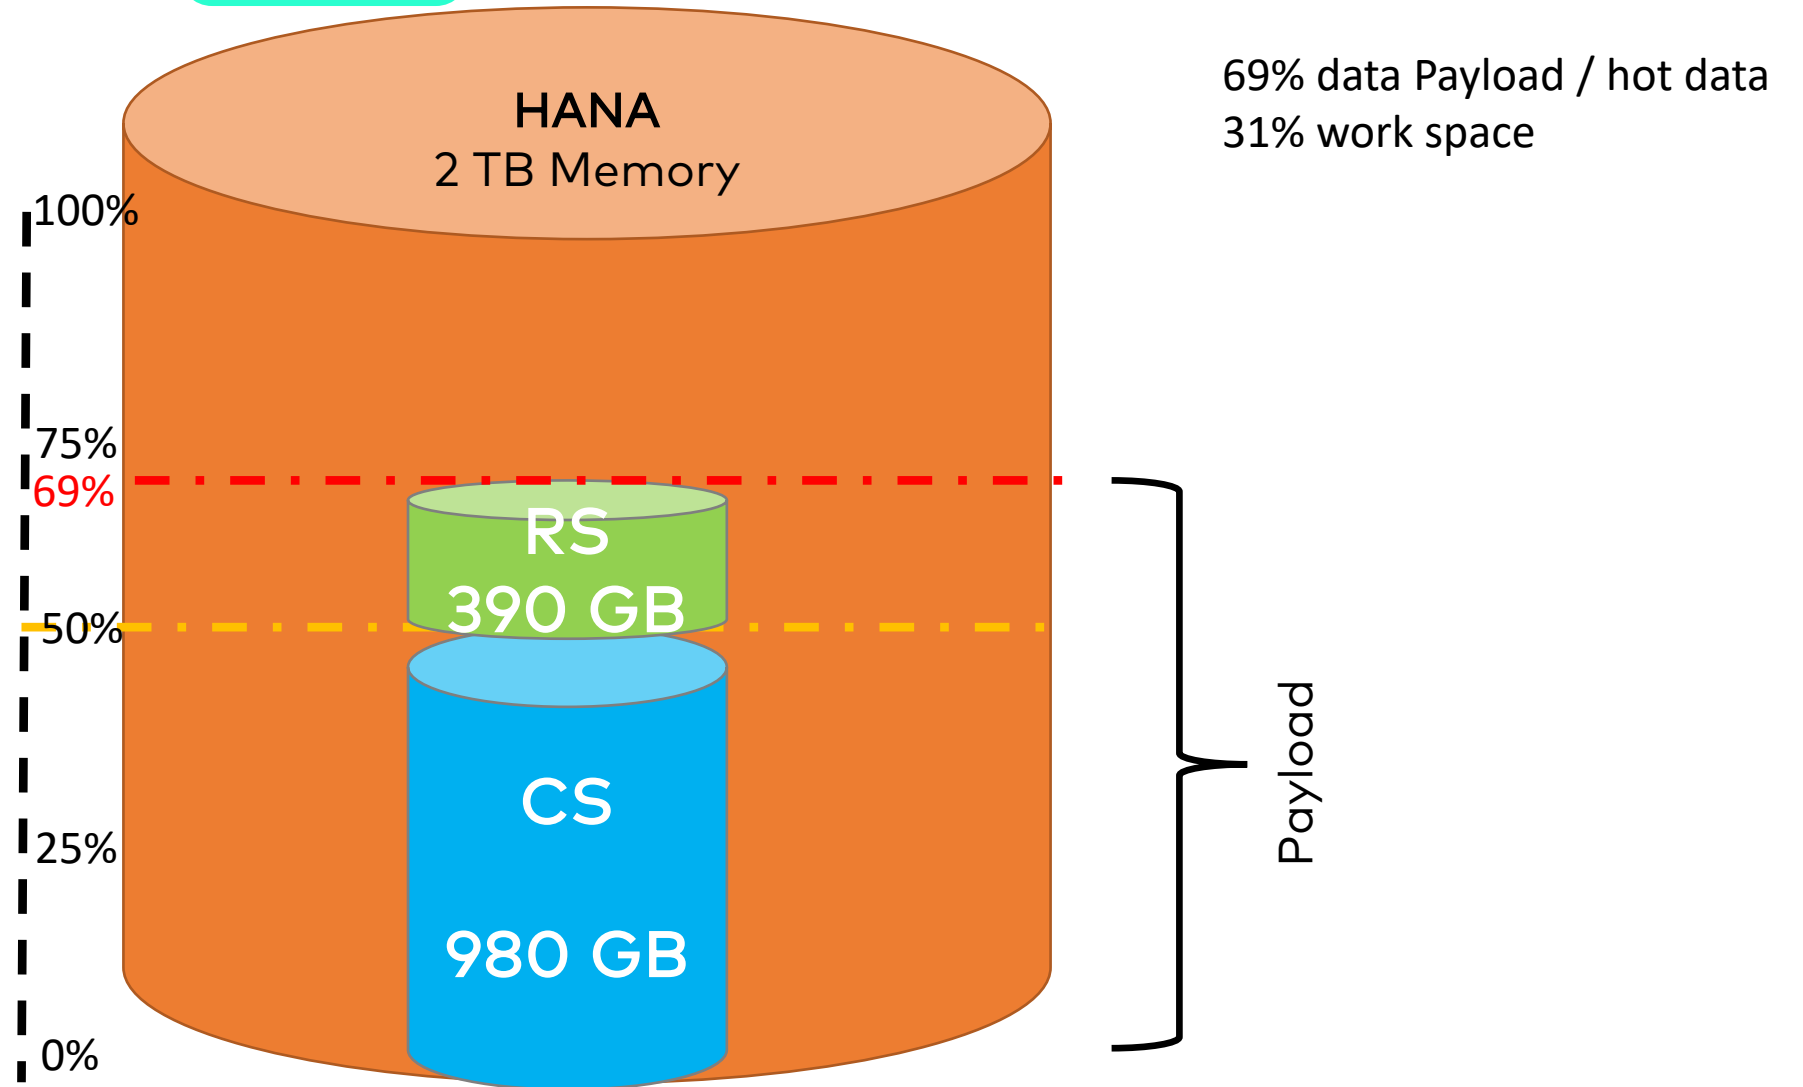 HANA
2 TB Memory
69% data Payload / hot data
31% work space
100%
75%
69%
RS
390 GB
50%
CS
25%
980 GB
0%
Payload